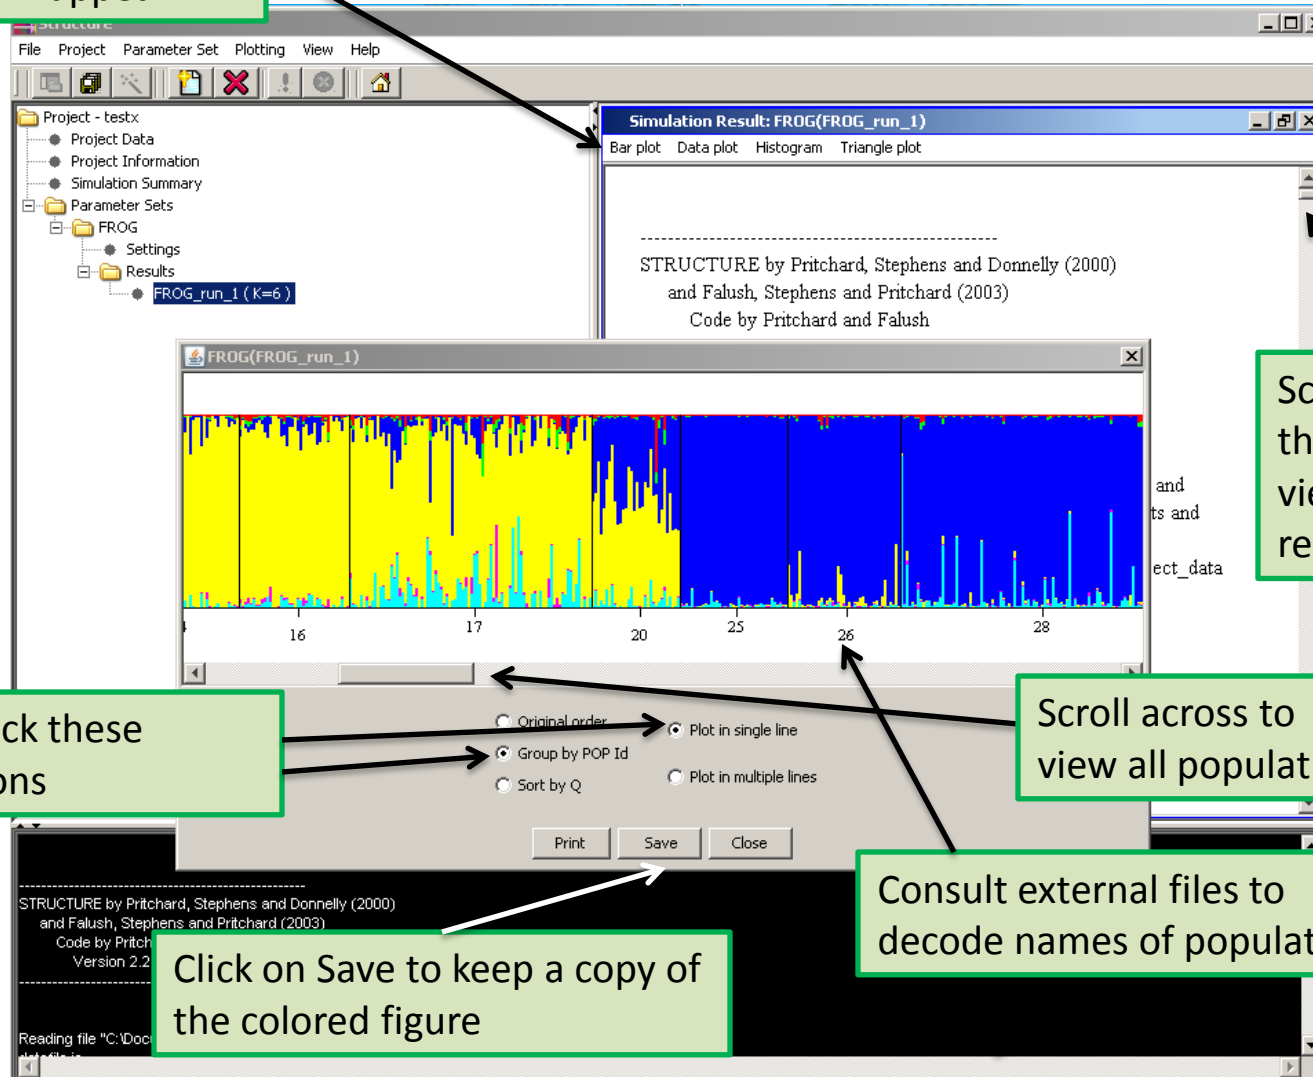 Structure
File Project Parameter Set Plotting View Help
Project - testx
Project Data
Project Information
Simulation Summary
Parameter Sets
FROG
Settings
Results
FROG_run_1 ( K=6 )
Simulation Result: FROG(FROG_run_1)
Bar plot Data plot Histogram Triangle plot
----------------------------------------------------
STRUCTURE by Pritchard, Stephens and Donnelly (2000)
and Falush, Stephens and Pritchard (2003)
Code by Pritchard and Falush
and
ts and
ect_data
FROG(FROG_run_1)
16 17 20 25 26 28
Original order
Group by POP Id
Sort by Q
Plot in single line
Plot in multiple lines
Print Save Close
Sc
th
vie
re
ck these
ons
Scroll across to
view all populat
Consult external files to
decode names of populat
Click on Save to keep a copy of
the colored figure
----------------------------------------------------
STRUCTURE by Pritchard, Stephens and Donnelly (2000)
and Falush, Stephens and Pritchard (2003)
Code by Pritch
Version 2.2
Reading file "C:\Docu